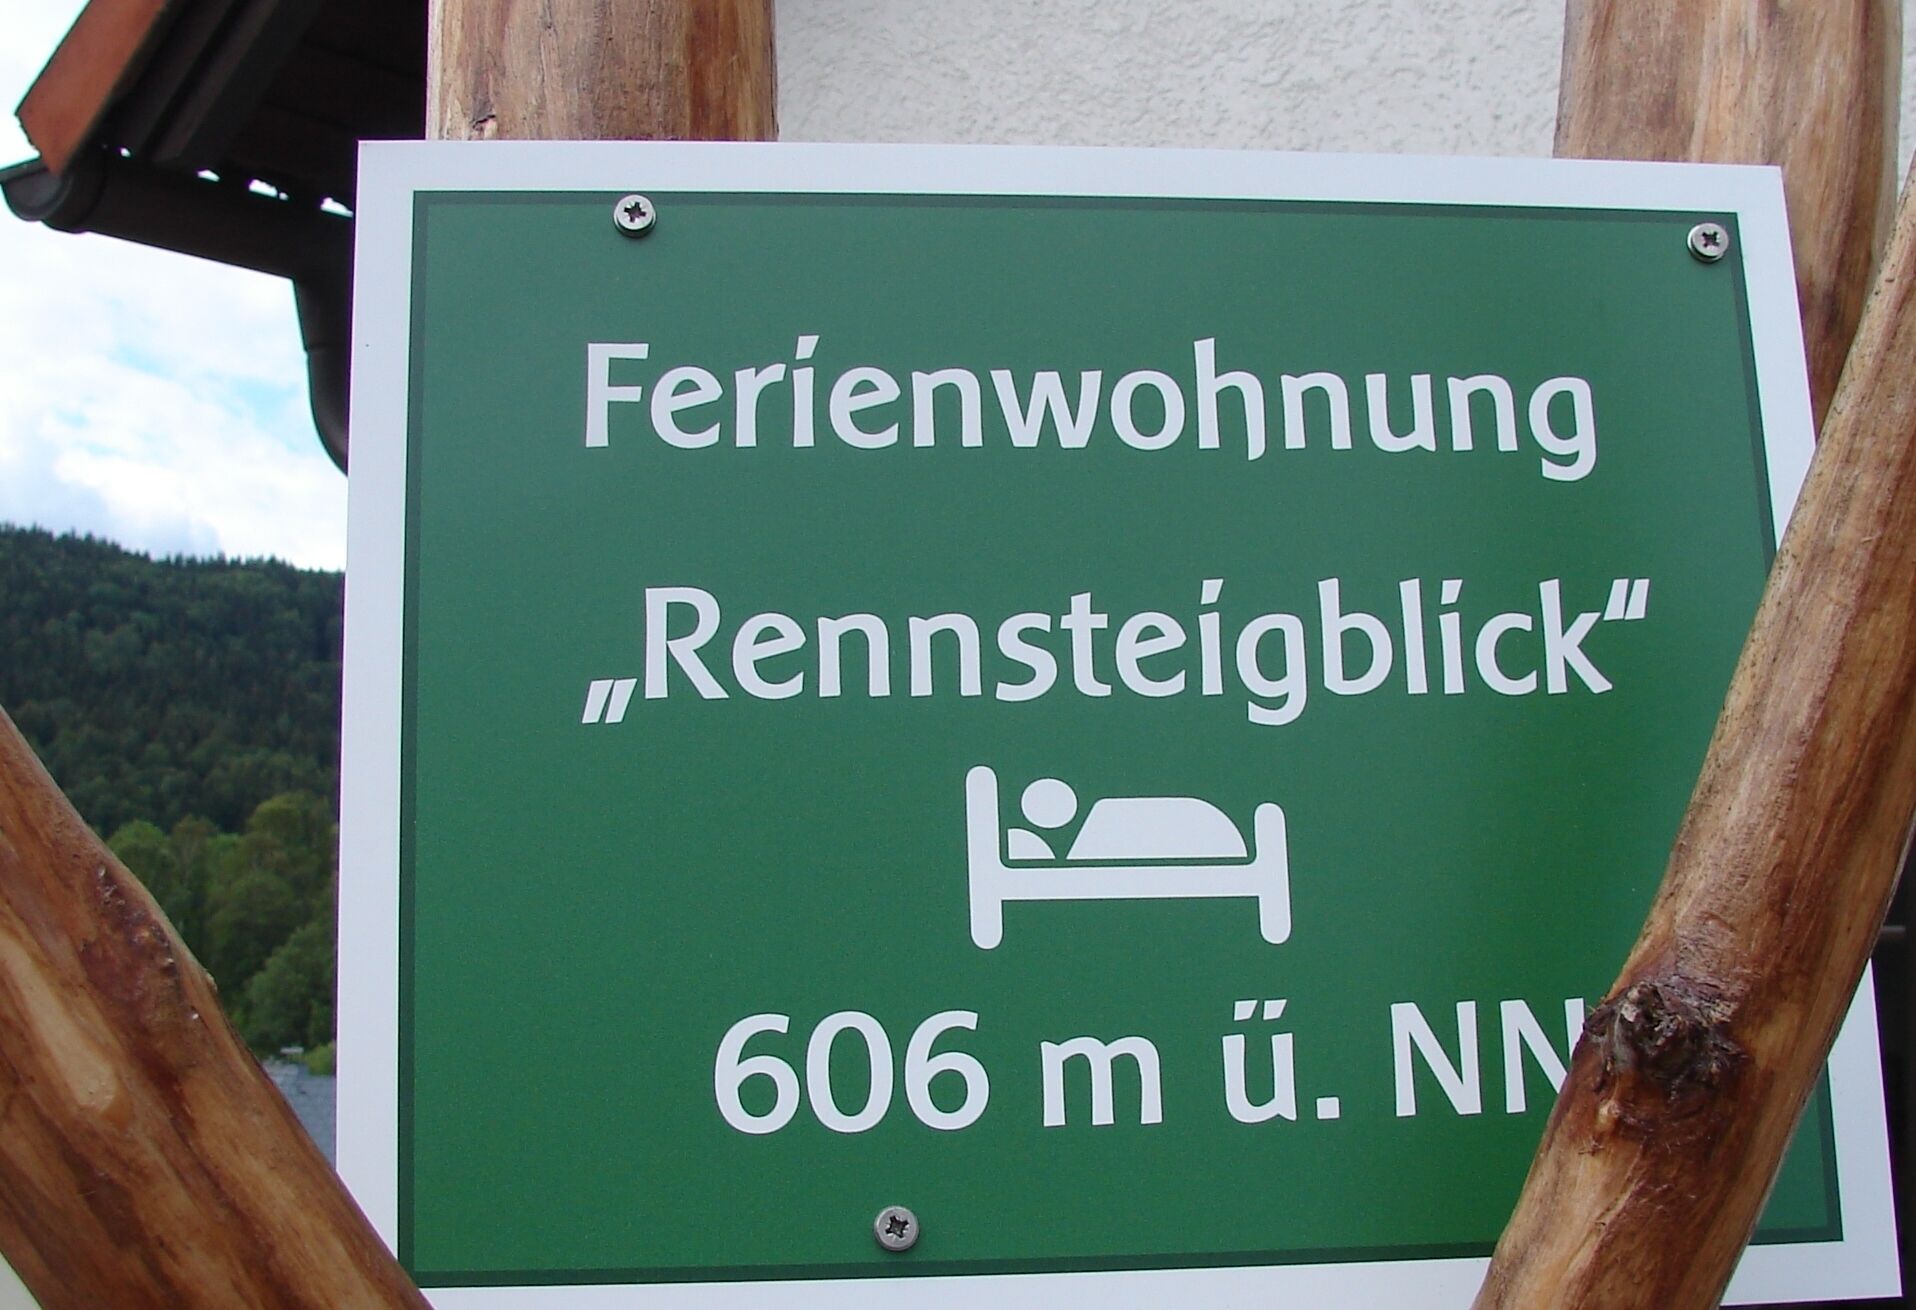 Ferienwohnung
„Rennsteigblick“
606 m ü. NN